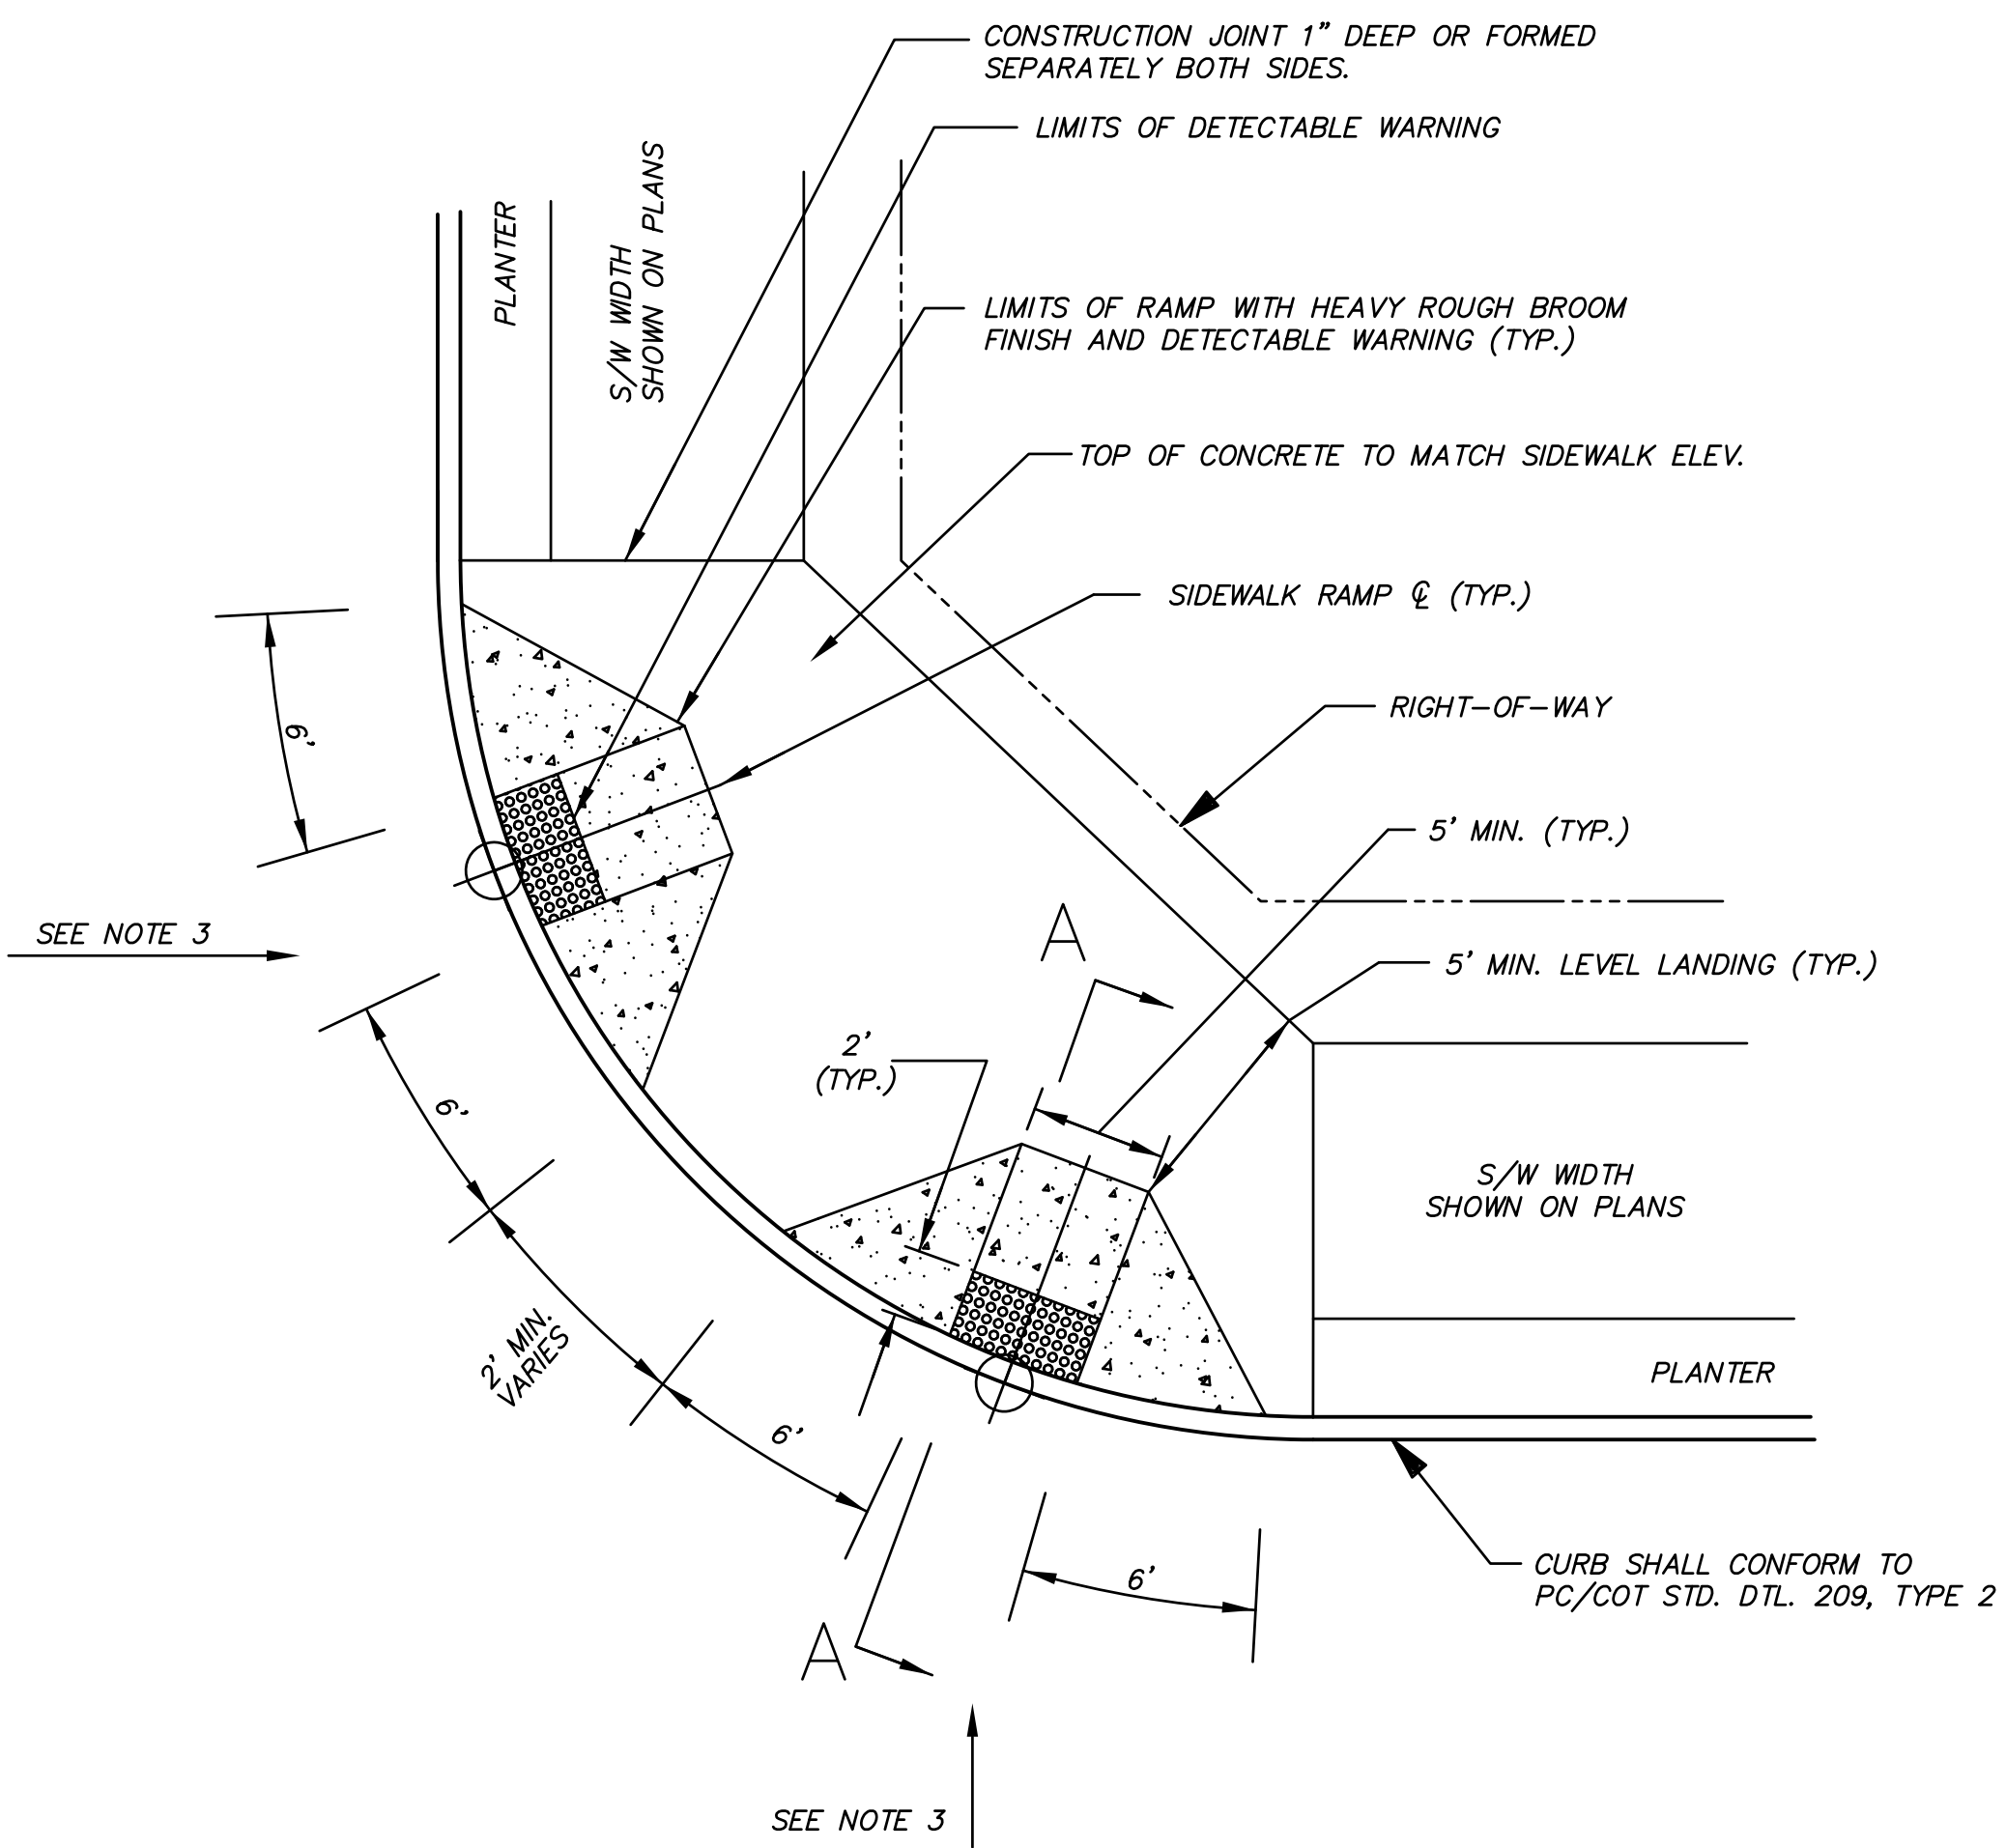 CONSTRUCTION JOINT 1” DEEP OR FORMED
SEPARATELY BOTH SIDES.
LIMITS OF DETECTABLE WARNING
PLANTER
S/W WIDTH
SHOWN ON PLANS
LIMITS OF RAMP WITH HEAVY ROUGH BROOM
FINISH AND DETECTABLE WARNING (TYP.)
TOP OF CONCRETE TO MATCH SIDEWALK ELEV.
SIDEWALK RAMP ℄ (TYP.)
RIGHT-OF-WAY
6’
5’ MIN. (TYP.)
SEE NOTE 3
A
5’ MIN. LEVEL LANDING (TYP.)
2’
(TYP.)
6’
S/W WIDTH
SHOWN ON PLANS
2’ MIN.
VARIES
PLANTER
6’
6’
CURB SHALL CONFORM TO
PC/COT STD. DTL. 209, TYPE 2
A
SEE NOTE 3